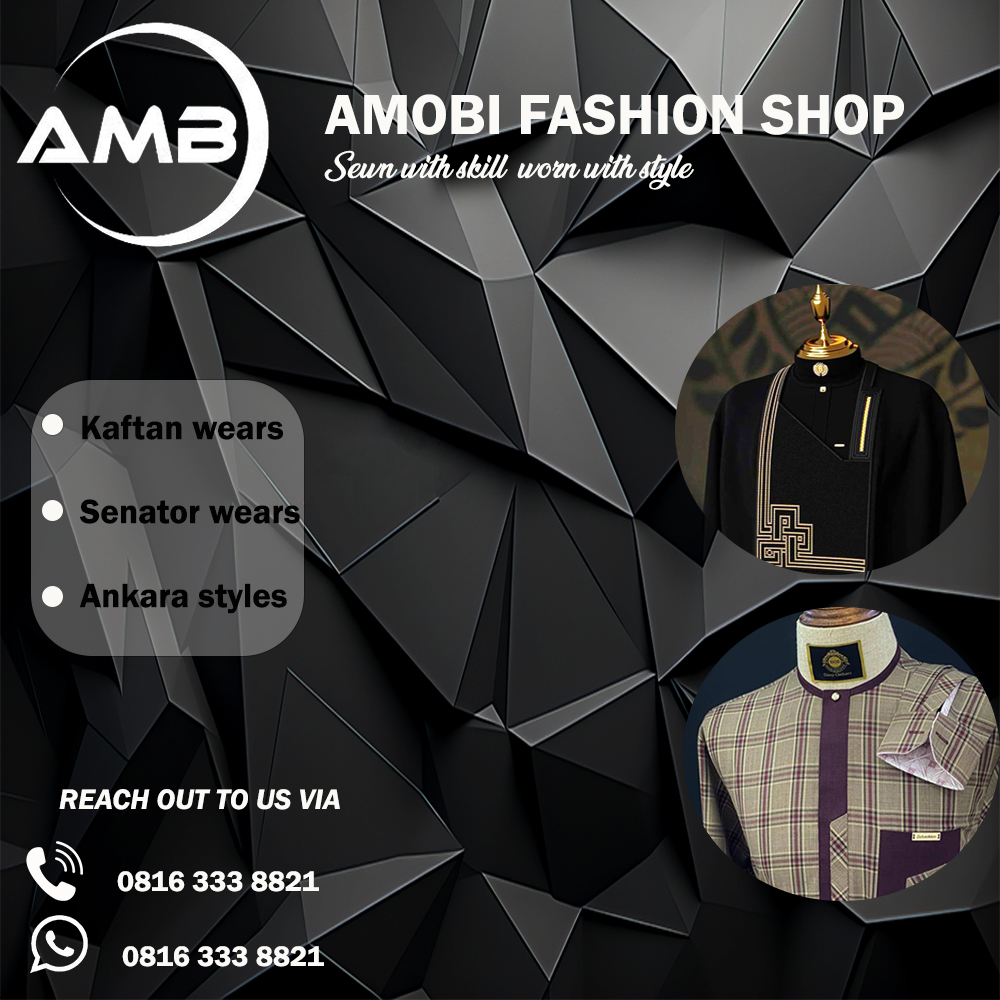 AMB
AMOBI FASHION SHOP
Sewn with skill worn with style
Kaftan wears
Senator wears
Ankara styles
REACH OUT TO US VIA
0816 333 8821
0816 333 8821